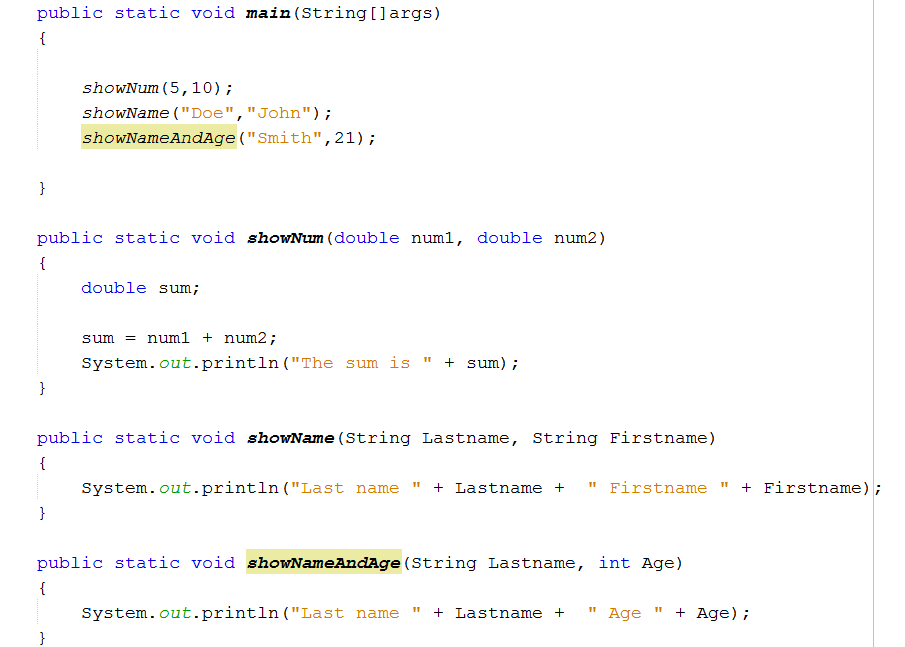 public static void main(String[]args)
{
showNum(5,10);
showName("Doe","John");
showNameAndAge("Smith",21);
}
public static void showNum(double num1, double num2)
{
double sum;
sum = num1 + num2;
System.out.println("The sum is " + sum);
}
public static void showName(String Lastname, String Firstname)
{
System.out.println("Last name " + Lastname +  " Firstname " + Firstname);
}
public static void showNameAndAge(String Lastname, int Age)
{
System.out.println("Last name " + Lastname +  " Age " + Age);
}